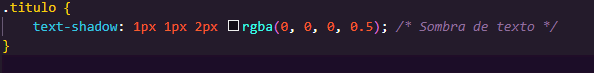 .titulo {
    text-shadow: 1px 1px 2px rgba(0, 0, 0, 0.5); /* Sombra de texto */
}